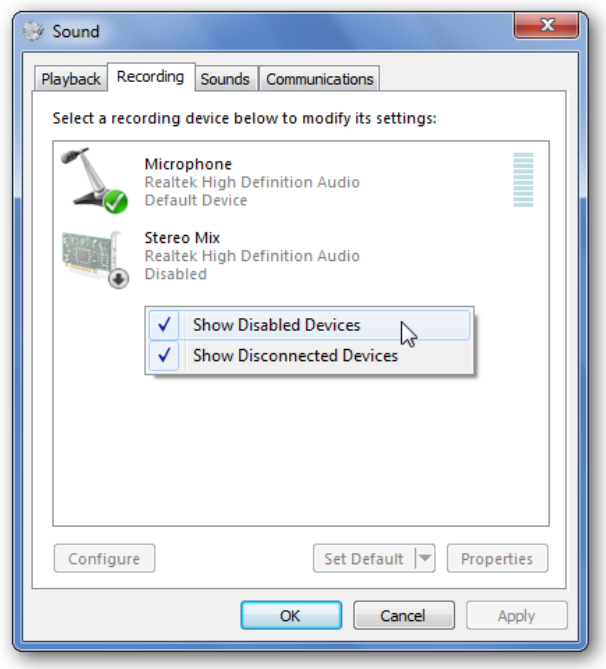 Sound
Playback Recording Sounds Communications
Select a recording device below to modify its settings:
Microphone
Realtek High Definition Audio
Default Device
Stereo Mix
Realtek High Definition Audio
Disabled
Show Disabled Devices
Show Disconnected Devices
Configure Set Default Properties
OK Cancel Apply